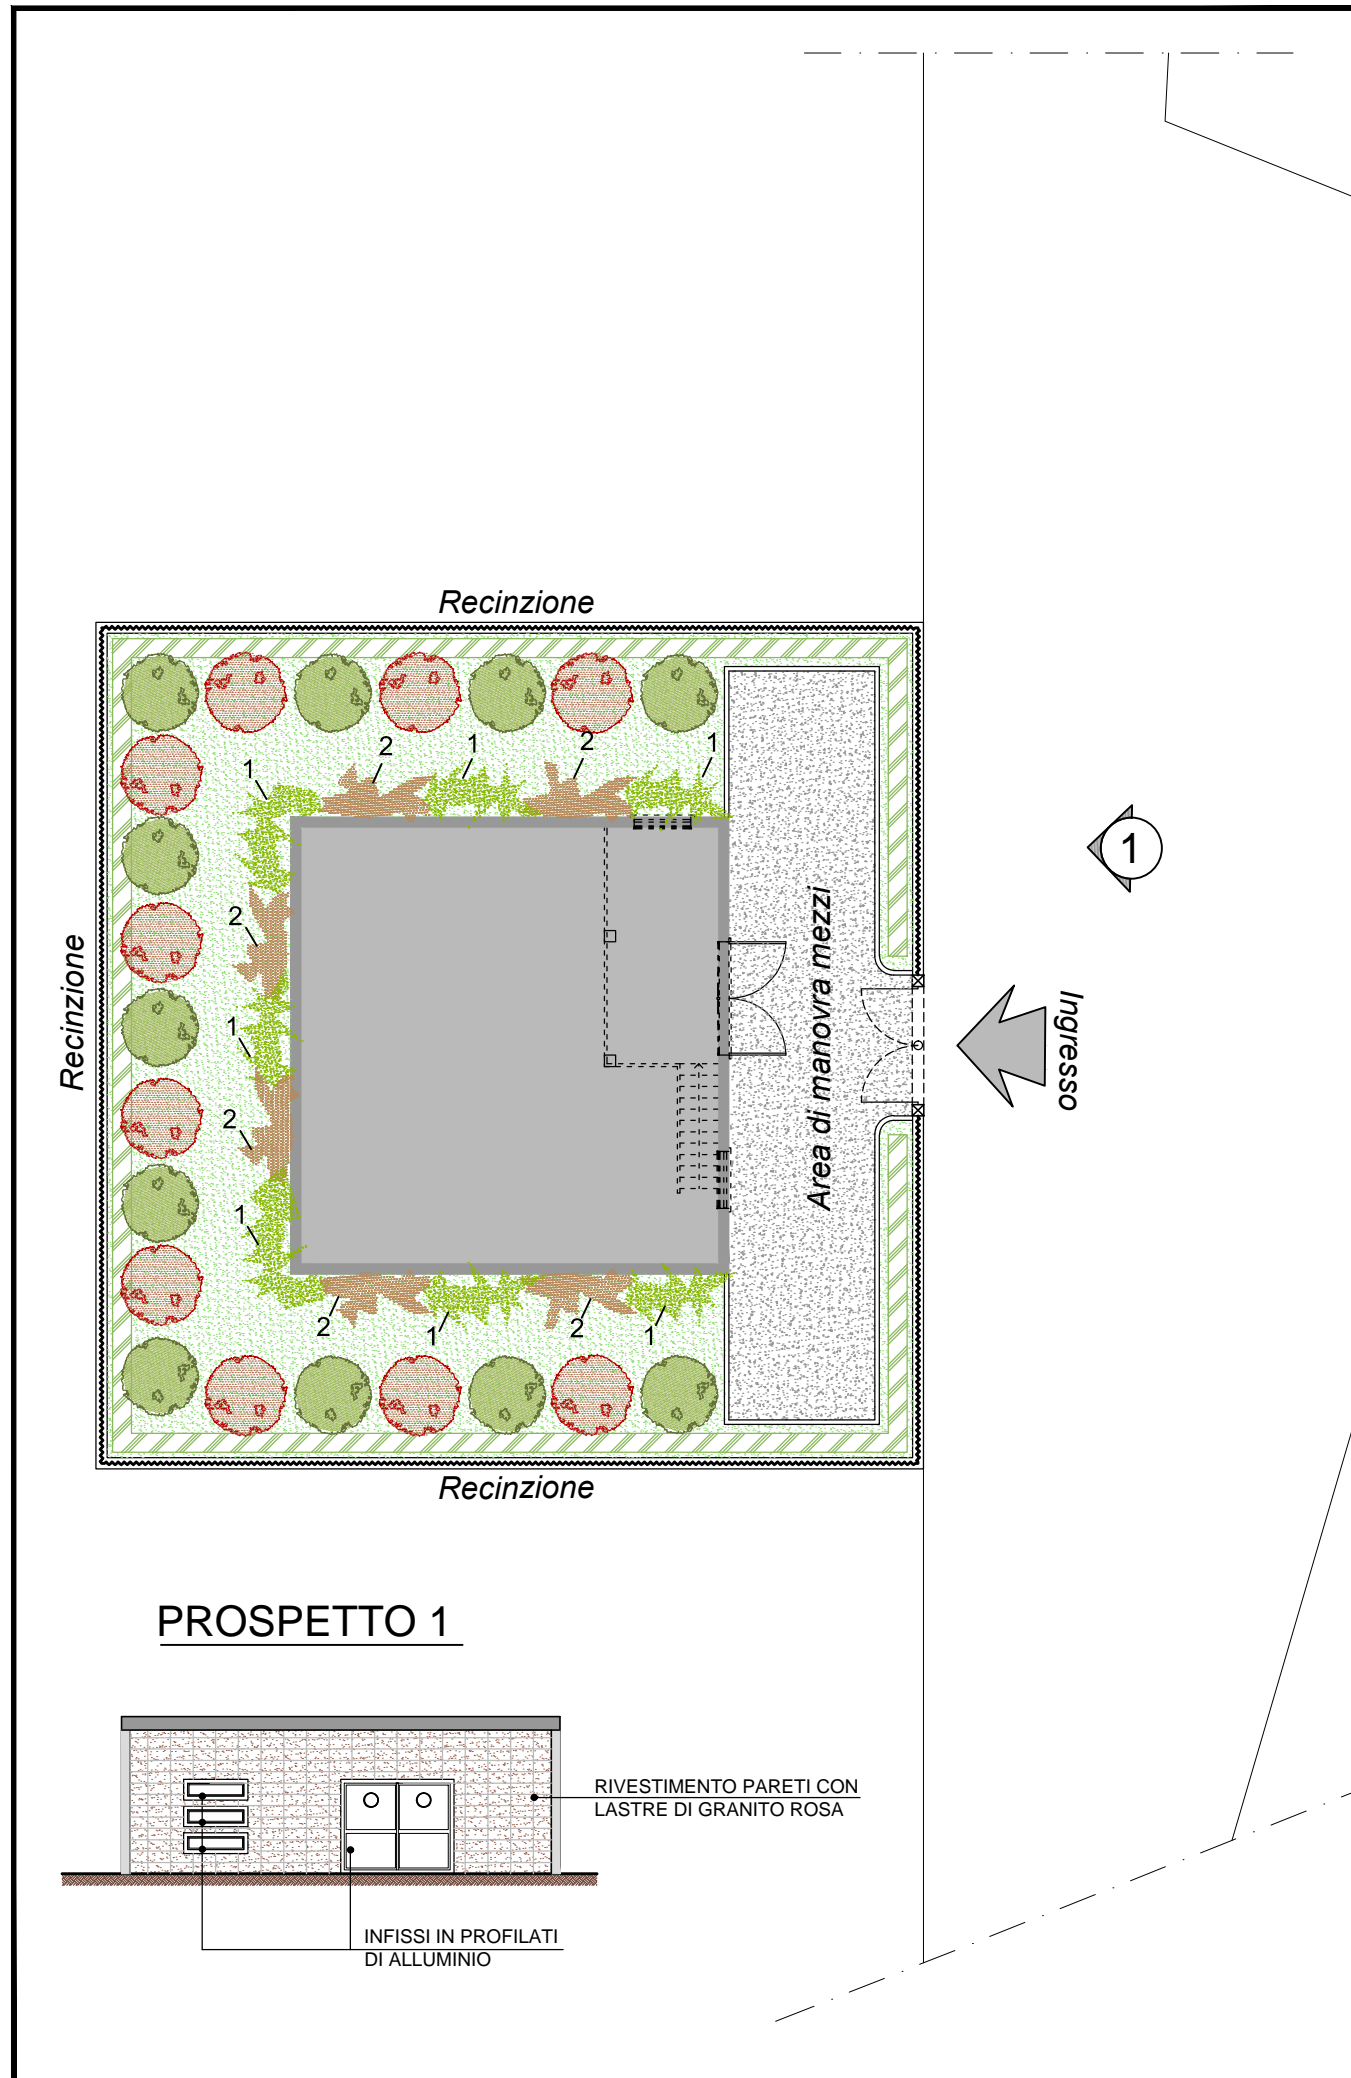 Recinzione
2
1
2
1
1
1
2
Area di manovra mezzi
Recinzione
Ingresso
1
2
1
2
1
2
1
Recinzione
PROSPETTO 1
RIVESTIMENTO PARETI CON
LASTRE DI GRANITO ROSA
INFISSI IN PROFILATI
DI ALLUMINIO